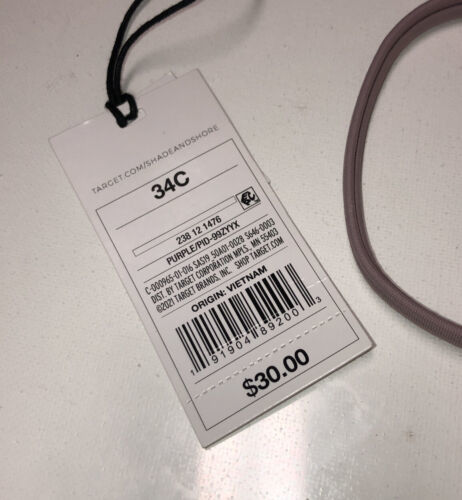 TARGET.COM/SHADEANDSHORE
34C
238 12 1476
PURPLE/PID-99ZYYX
C-000965-01-016 SAS19 50A01-0028 S646-0003
DIST. BY TARGET CORPORATION MPLS., MN 55403
©2021 TARGET BRANDS, INC. SHOP TARGET.COM
ORIGIN: VIETNAM
1 91904 89200 3
$30.00